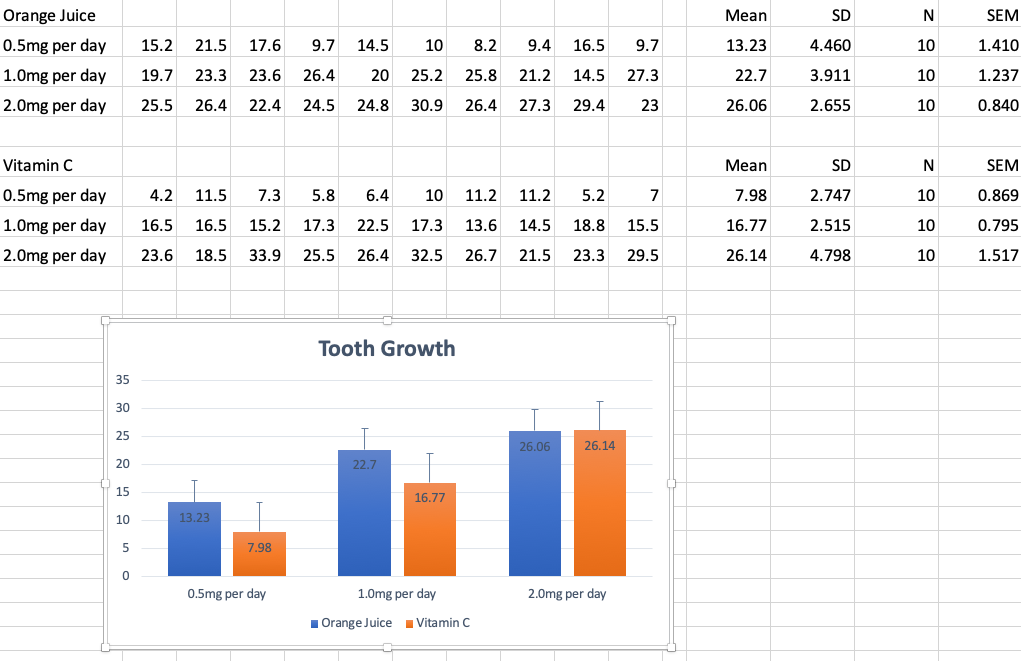 Orange Juice Mean SD N SEM
0.5mg per day 15.2 21.5 17.6 9.7 14.5 10 8.2 9.4 16.5 9.7 13.23 4.460 10 1.410
1.0mg per day 19.7 23.3 23.6 26.4 20 25.2 25.8 21.2 14.5 27.3 22.7 3.911 10 1.237
2.0mg per day 25.5 26.4 22.4 24.5 24.8 30.9 26.4 27.3 29.4 23 26.06 2.655 10 0.840
Vitamin C Mean SD N SEM
0.5mg per day 4.2 11.5 7.3 5.8 6.4 10 11.2 11.2 5.2 7 7.98 2.747 10 0.869
1.0mg per day 16.5 16.5 15.2 17.3 22.5 17.3 13.6 14.5 18.8 15.5 16.77 2.515 10 0.795
2.0mg per day 23.6 18.5 33.9 25.5 26.4 32.5 26.7 21.5 23.3 29.5 26.14 4.798 10 1.517
Tooth Growth
35
30
25
20
15
10
5
0
13.23
7.98
22.7
16.77
26.06
26.14
0.5mg per day 1.0mg per day 2.0mg per day
Orange Juice Vitamin C